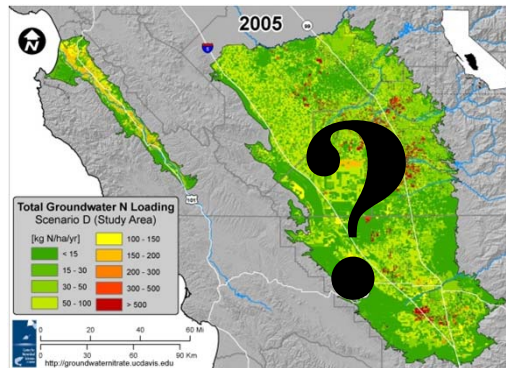 2005
N
5
99
?
101
Total Groundwater N Loading
Scenario D (Study Area)
[kg N/ha/yr]
< 15
15 - 30
30 - 50
50 - 100
100 - 150
150 - 200
200 - 300
300 - 500
> 500
0 20 40 60 Mi
0 30 60 90 Km
http://groundwaternitrate.ucdavis.edu